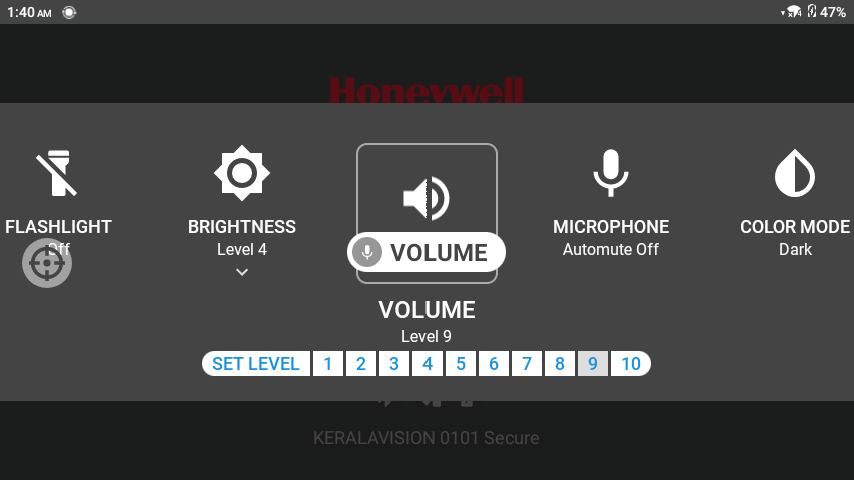 1:40 AM 47%
Honeywell
FLASHLIGHT BRIGHTNESS MICROPHONE COLOR MODE
Off Level 4 Automute Off Dark
VOLUME
VOLUME
Level 9
SET LEVEL 1 2 3 4 5 6 7 8 9 10
KERALAVISION 0101 Secure